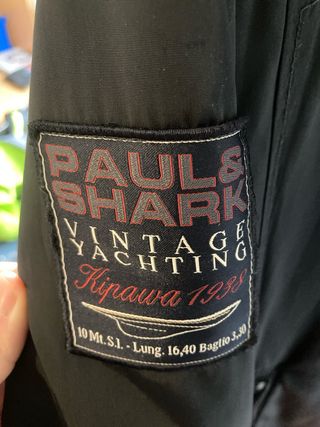 PAUL&
SHARK
VINTAGE
YACHTING
Kipawa 1938
10 Mt. S.I. - Lung. 16,40 Baglio 3,30